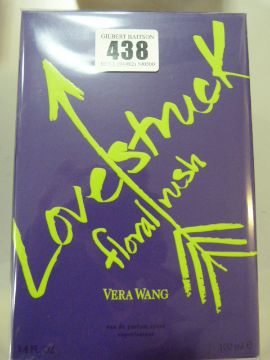 GILBERT BAITSON
438
Lovestruck
floral rush
VERA WANG
eau de parfum spray
vaporisateur
3.4 FL.OZ
100 ml e